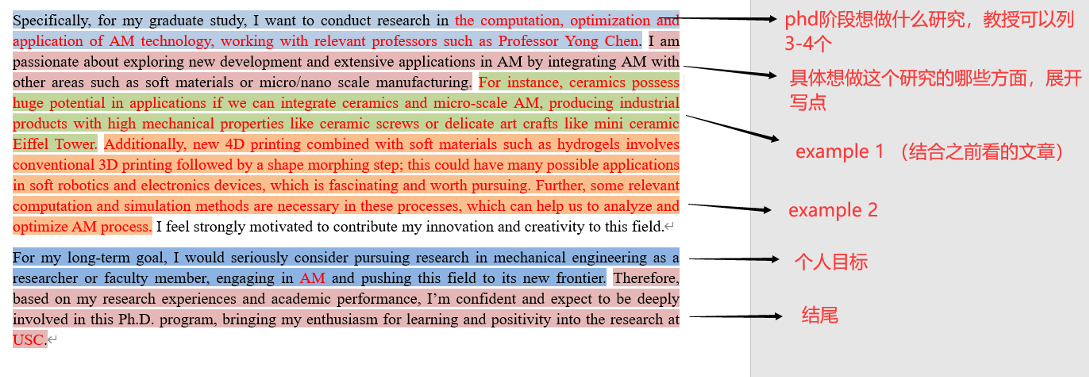 Specifically, for my graduate study, I want to conduct research in the computation, optimization and
application of AM technology, working with relevant professors such as Professor Yong Chen. I am
passionate about exploring new development and extensive applications in AM by integrating AM with
other areas such as soft materials or micro/nano scale manufacturing. For instance, ceramics possess
huge potential in applications if we can integrate ceramics and micro-scale AM, producing industrial
products with high mechanical properties like ceramic screws or delicate art crafts like mini ceramic
Eiffel Tower. Additionally, new 4D printing combined with soft materials such as hydrogels involves
conventional 3D printing followed by a shape morphing step; this could have many possible applications
in soft robotics and electronics devices, which is fascinating and worth pursuing. Further, some relevant
computation and simulation methods are necessary in these processes, which can help us to analyze and
optimize AM process. I feel strongly motivated to contribute my innovation and creativity to this field.
For my long-term goal, I would seriously consider pursuing research in mechanical engineering as a
researcher or faculty member, engaging in AM and pushing this field to its new frontier. Therefore,
based on my research experiences and academic performance, I'm confident and expect to be deeply
involved in this Ph.D. program, bringing my enthusiasm for learning and positivity into the research at
USC.
phd阶段想做什么研究，教授可以列
3-4个
具体想做这个研究的哪些方面，展开
写点
example 1 （结合之前看的文章）
example 2
个人目标
结尾